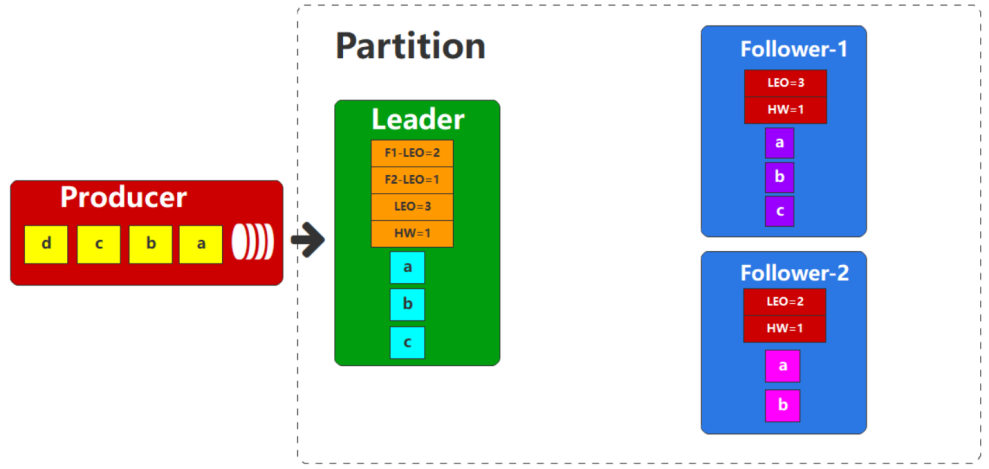 Partition
Producer
d c b a
Leader
F1-LEO=2
F2-LEO=1
LEO=3
HW=1
a
b
c
Follower-1
LEO=3
HW=1
a
b
c
Follower-2
LEO=2
HW=1
a
b